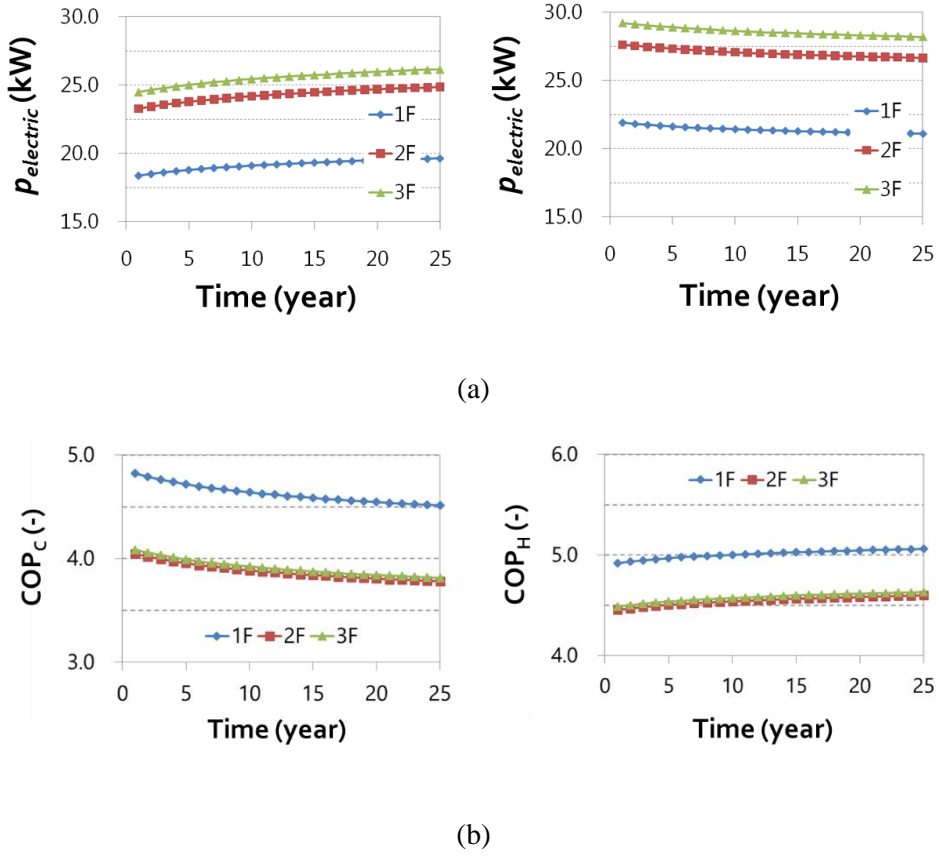 30.0
25.0
20.0
15.0
p_electric (kW)
1F
2F
3F
0 5 10 15 20 25
Time (year)
30.0
25.0
20.0
15.0
p_electric (kW)
1F
2F
3F
0 5 10 15 20 25
Time (year)
(a)
5.0
4.0
3.0
COP_C (-)
1F 2F 3F
0 5 10 15 20 25
Time (year)
6.0
5.0
4.0
COP_H (-)
1F 2F 3F
0 5 10 15 20 25
Time (year)
(b)